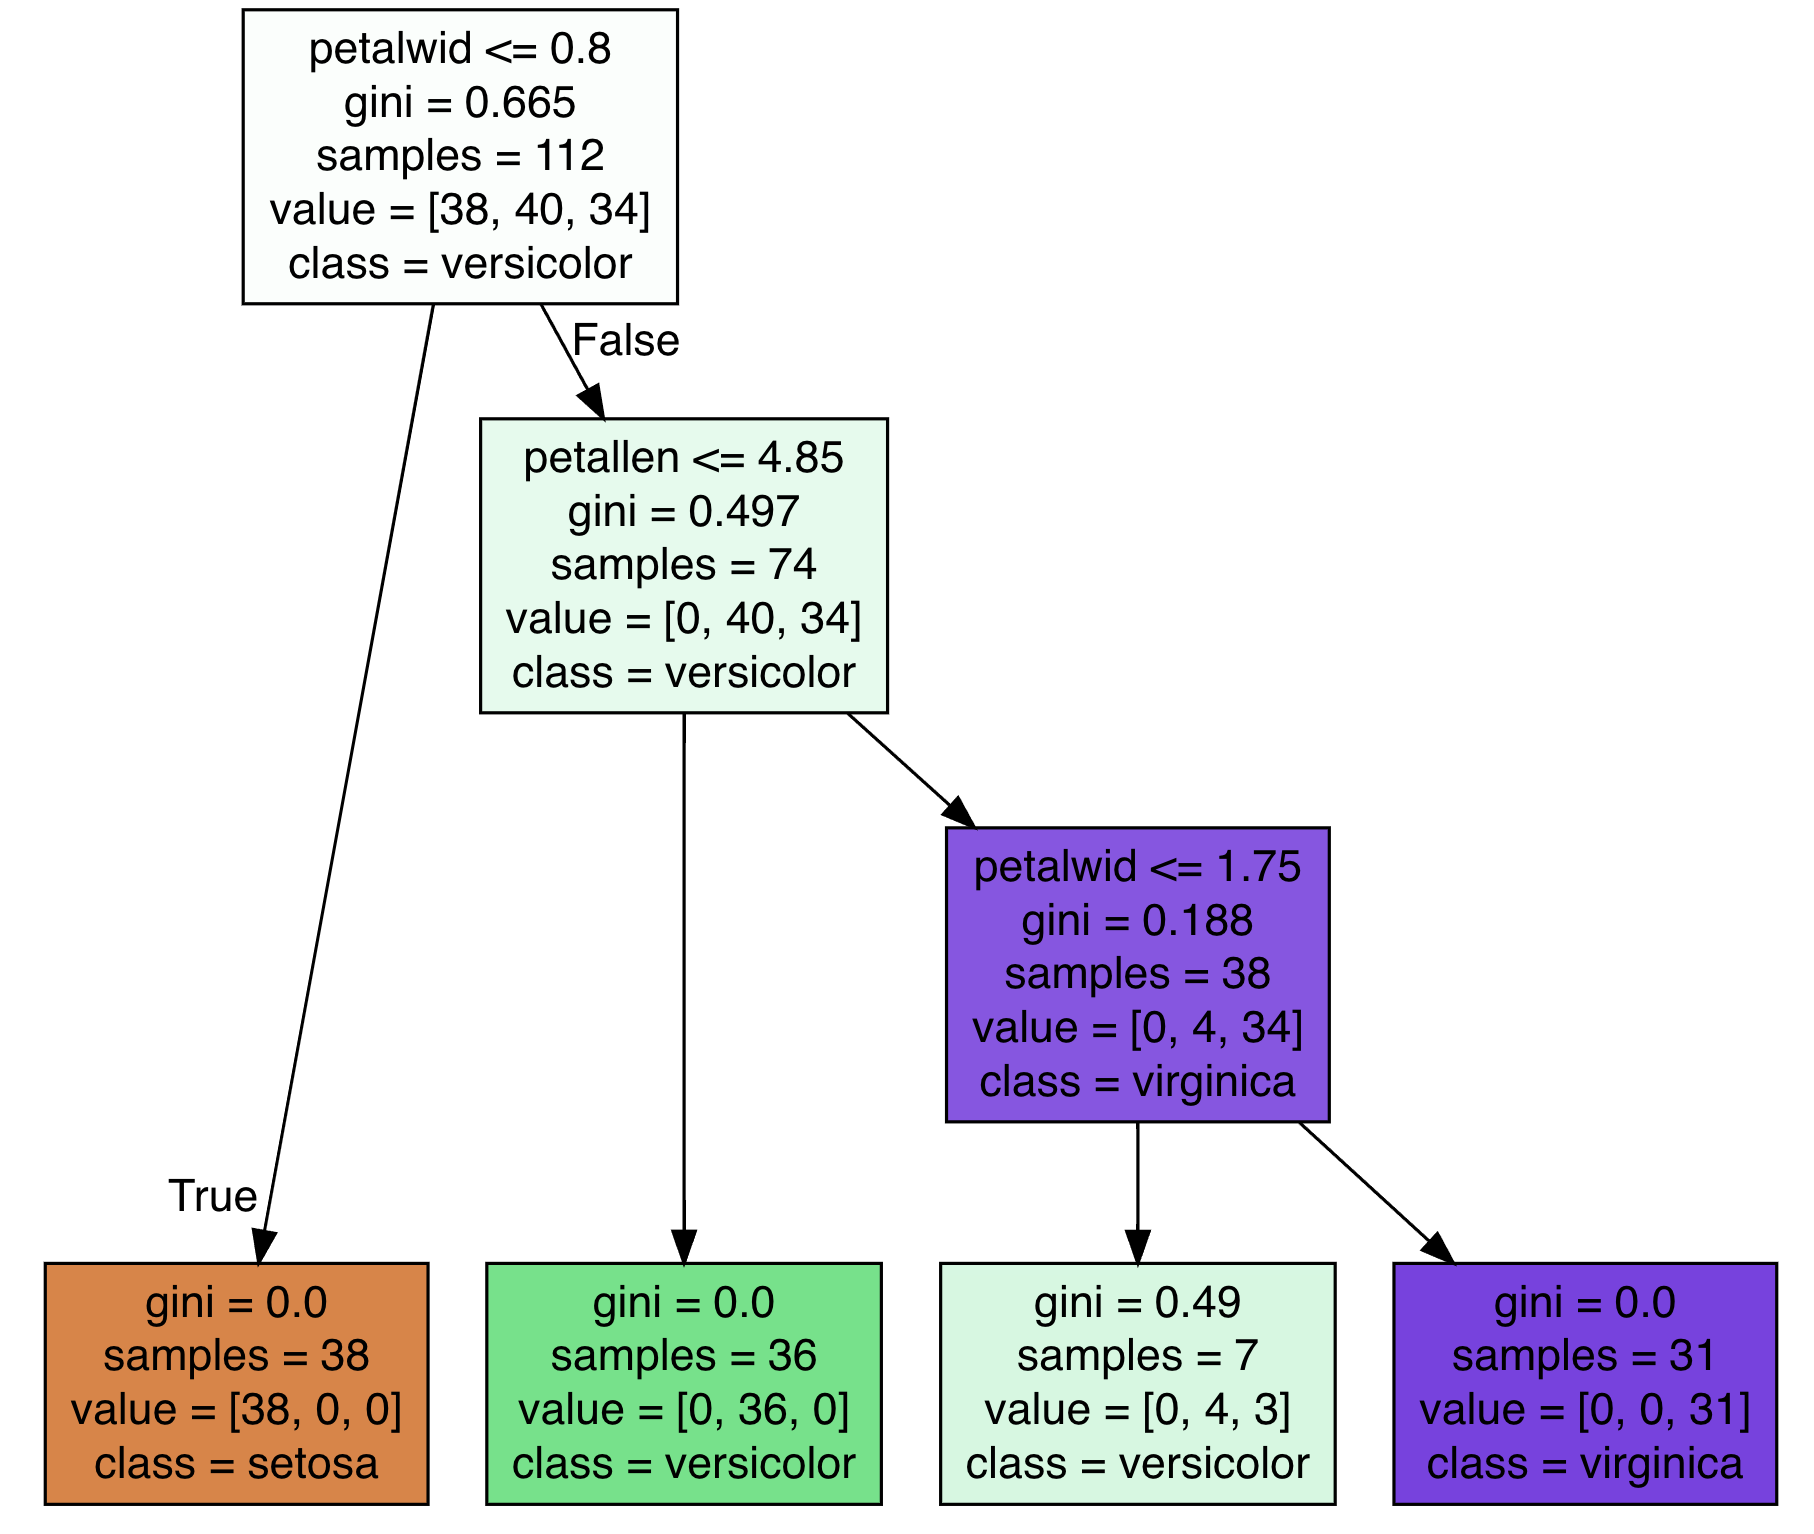 petalwid <= 0.8
gini = 0.665
samples = 112
value = [38, 40, 34]
class = versicolor
False
petallen <= 4.85
gini = 0.497
samples = 74
value = [0, 40, 34]
class = versicolor
petalwid <= 1.75
gini = 0.188
samples = 38
value = [0, 4, 34]
class = virginica
True
gini = 0.0
samples = 38
value = [38, 0, 0]
class = setosa
gini = 0.0
samples = 36
value = [0, 36, 0]
class = versicolor
gini = 0.49
samples = 7
value = [0, 4, 3]
class = versicolor
gini = 0.0
samples = 31
value = [0, 0, 31]
class = virginica